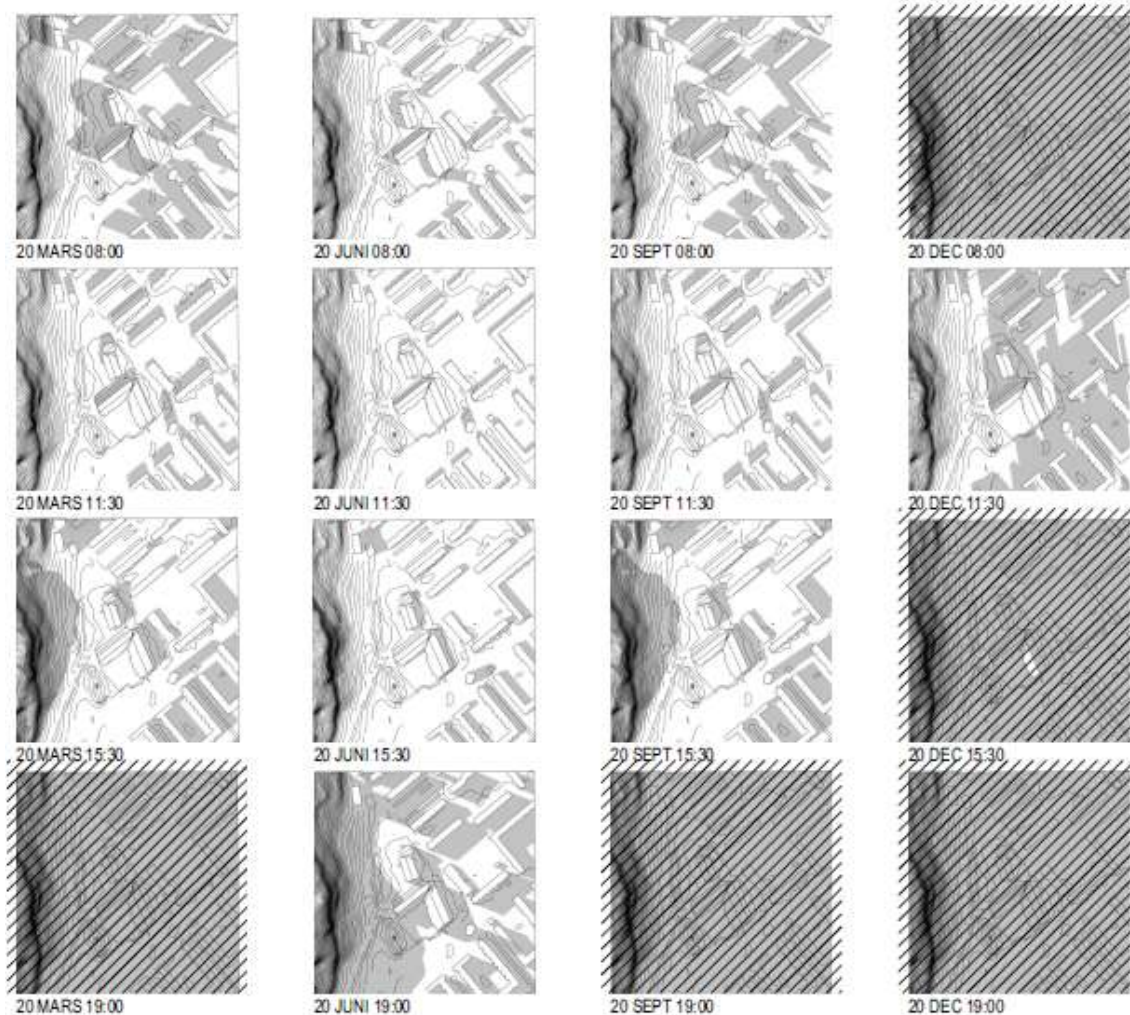 20 MARS 08:00
20 JUNI 08:00
20 SEPT 08:00
20 DEC 08:00
20 MARS 11:30
20 JUNI 11:30
20 SEPT 11:30
20 DEC 11:30
20 MARS 15:30
20 JUNI 15:30
20 SEPT 15:30
20 DEC 15:30
20 MARS 19:00
20 JUNI 19:00
20 SEPT 19:00
20 DEC 19:00